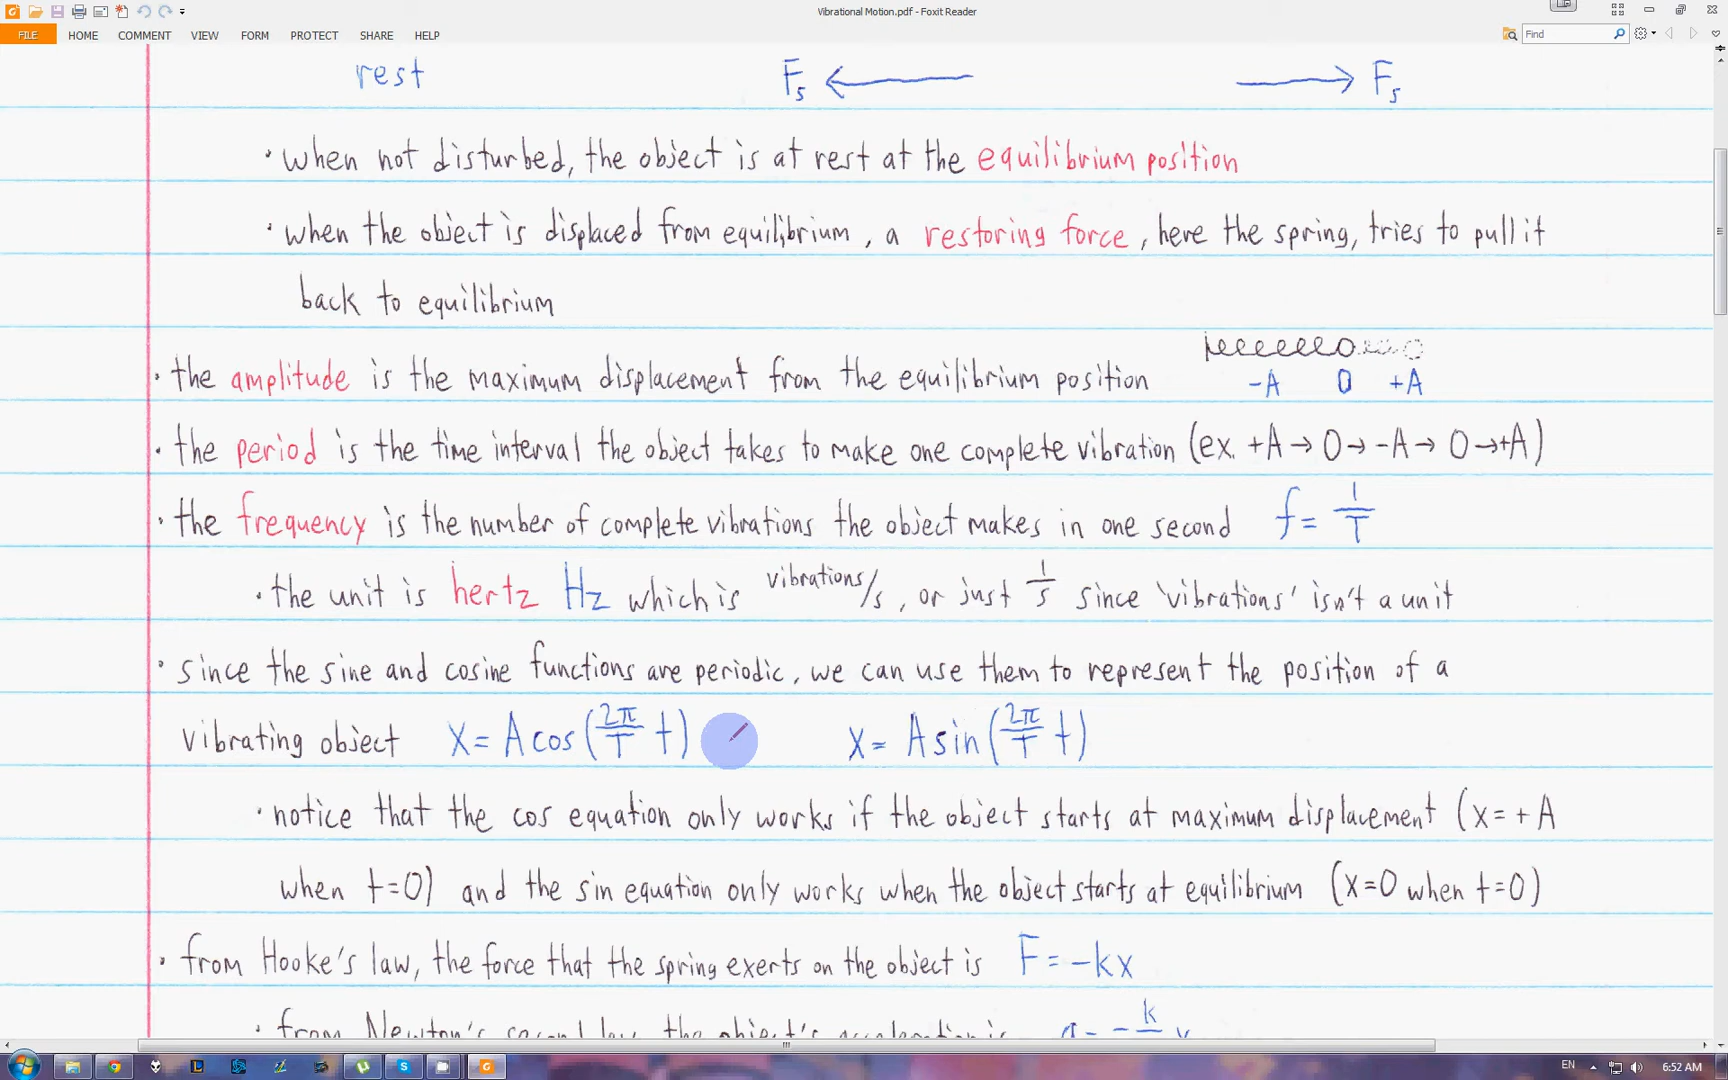 Vibrational Motion.pdf - Foxit Reader
FILE HOME COMMENT VIEW FORM PROTECT SHARE HELP Find
rest Fs Fs
· when not disturbed, the object is at rest at the equilibrium position
· when the object is displaced from equilibrium, a restoring force, here the spring, tries to pull it
back to equilibrium
· the amplitude is the maximum displacement from the equilibrium position -A 0 +A
· the period is the time interval the object takes to make one complete vibration (ex. +A → 0 → -A → 0 → +A)
· the frequency is the number of complete vibrations the object makes in one second f = 1/T
· the unit is hertz Hz which is vibrations/s, or just 1/s since 'vibrations' isn't a unit
· since the sine and cosine functions are periodic, we can use them to represent the position of a
vibrating object x = A cos(2π/T t) x = A sin(2π/T t)
· notice that the cos equation only works if the object starts at maximum displacement (x = +A
when t=0) and the sin equation only works when the object starts at equilibrium (x=0 when t=0)
· from Hooke's law, the force that the spring exerts on the object is F = -kx
· from Newton's second law, the object's acceleration is a = - k x
EN 6:52 AM